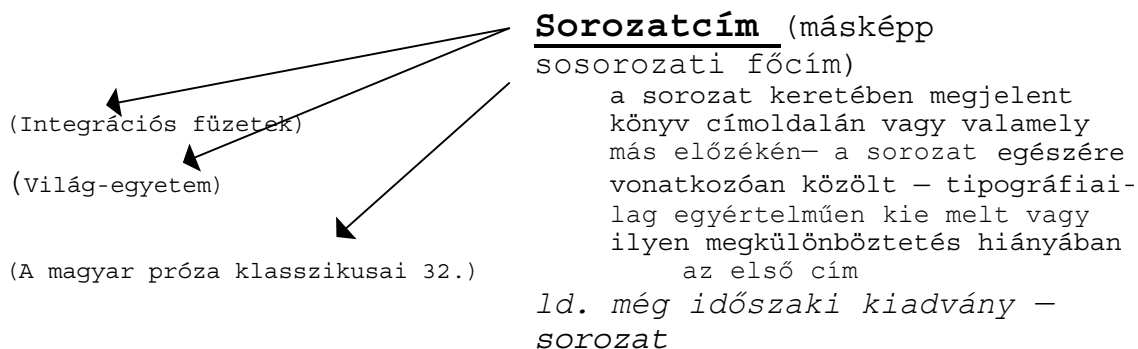 Sorozatcím (másképp
sosorozati főcím)
a sorozat keretében megjelent
könyv címoldalán vagy valamely
más előzékén— a sorozat egészére
vonatkozóan közölt — tipográfiai-
lag egyértelműen kie melt vagy
ilyen megkülönböztetés hiányában
az első cím
ld. még időszaki kiadvány —
sorozat
(Integrációs füzetek)
(Világ-egyetem)
(A magyar próza klasszikusai 32.)